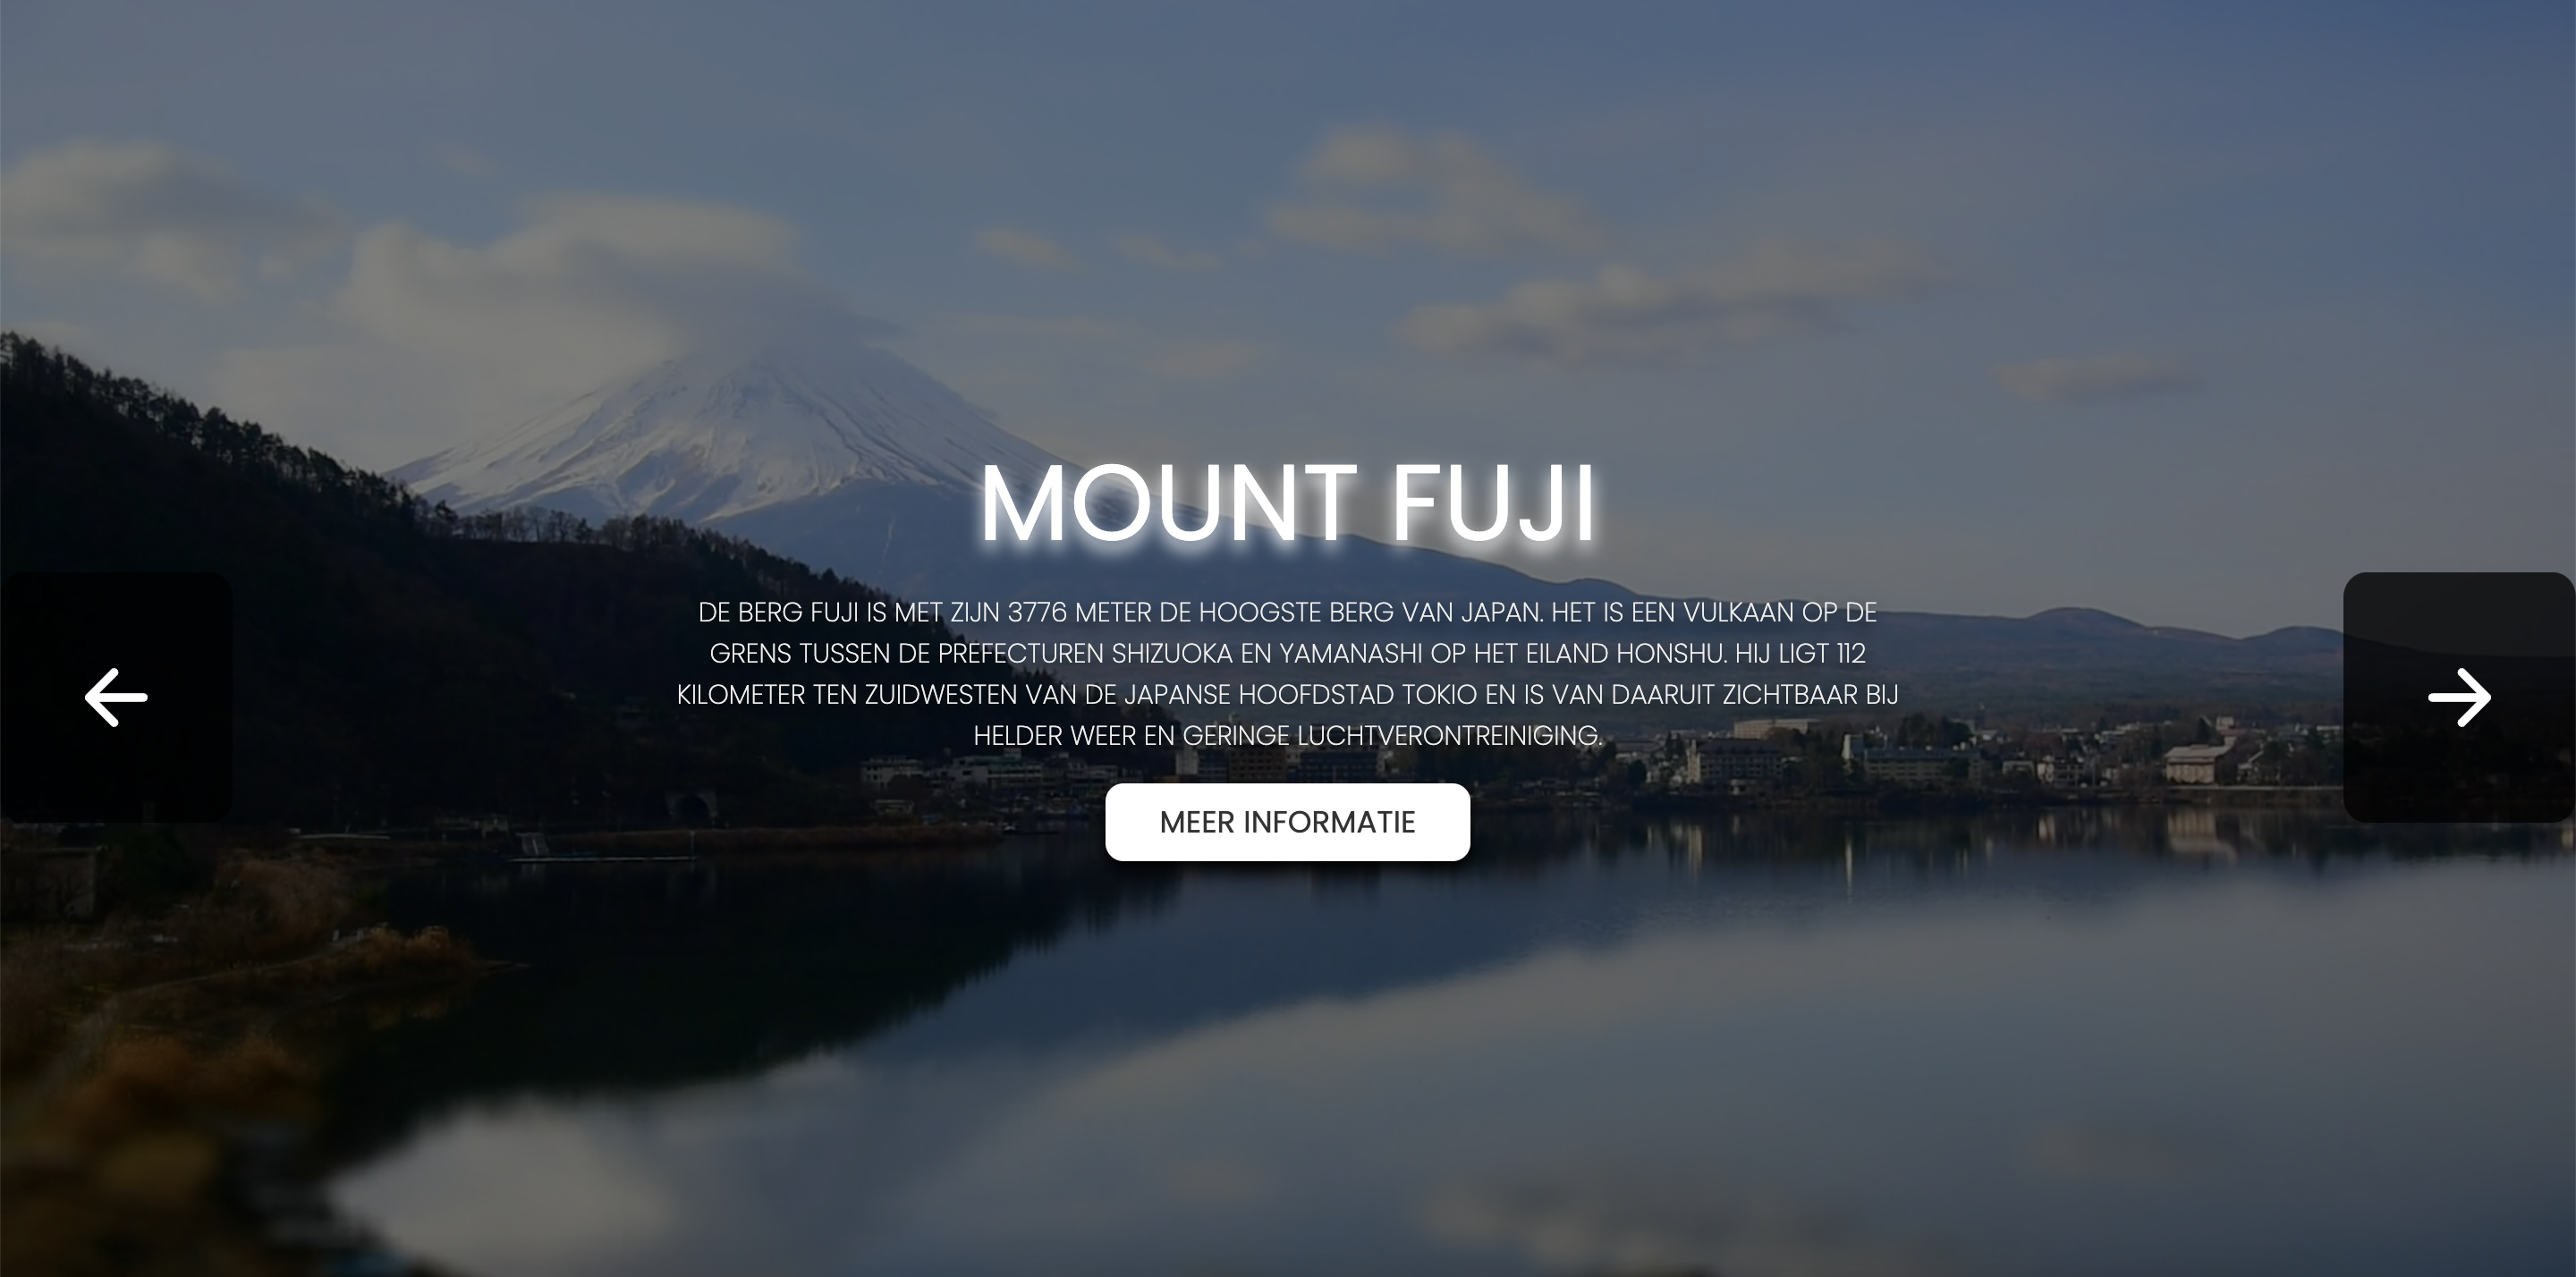 MOUNT FUJI
DE BERG FUJI IS MET ZIJN 3776 METER DE HOOGSTE BERG VAN JAPAN. HET IS EEN VULKAAN OP DE
GRENS TUSSEN DE PREFECTUREN SHIZUOKA EN YAMANASHI OP HET EILAND HONSHU. HIJ LIGT 112
KILOMETER TEN ZUIDWESTEN VAN DE JAPANSE HOOFDSTAD TOKIO EN IS VAN DAARUIT ZICHTBAAR BIJ
HELDER WEER EN GERINGE LUCHTVERONTREINIGING.
MEER INFORMATIE